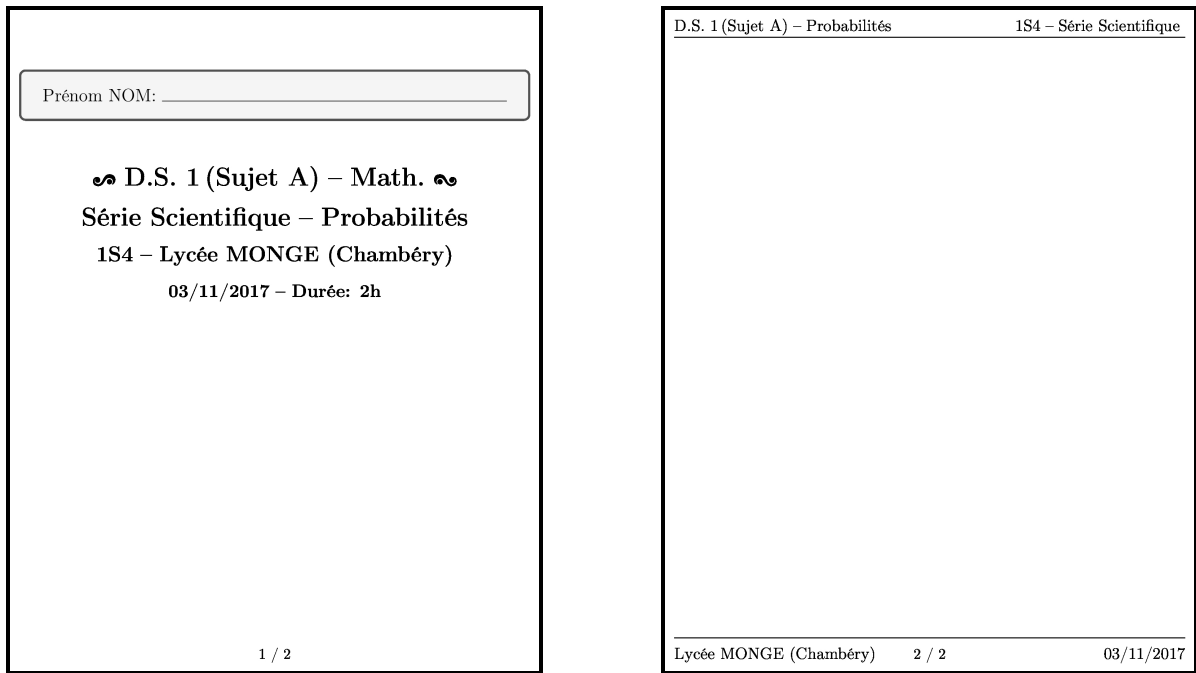 Prénom NOM:
D.S. 1 (Sujet A) – Math.
Série Scientifique – Probabilités
1S4 – Lycée MONGE (Chambéry)
03/11/2017 – Durée: 2h
1 / 2
D.S. 1 (Sujet A) – Probabilités 1S4 – Série Scientifique
Lycée MONGE (Chambéry) 2 / 2 03/11/2017